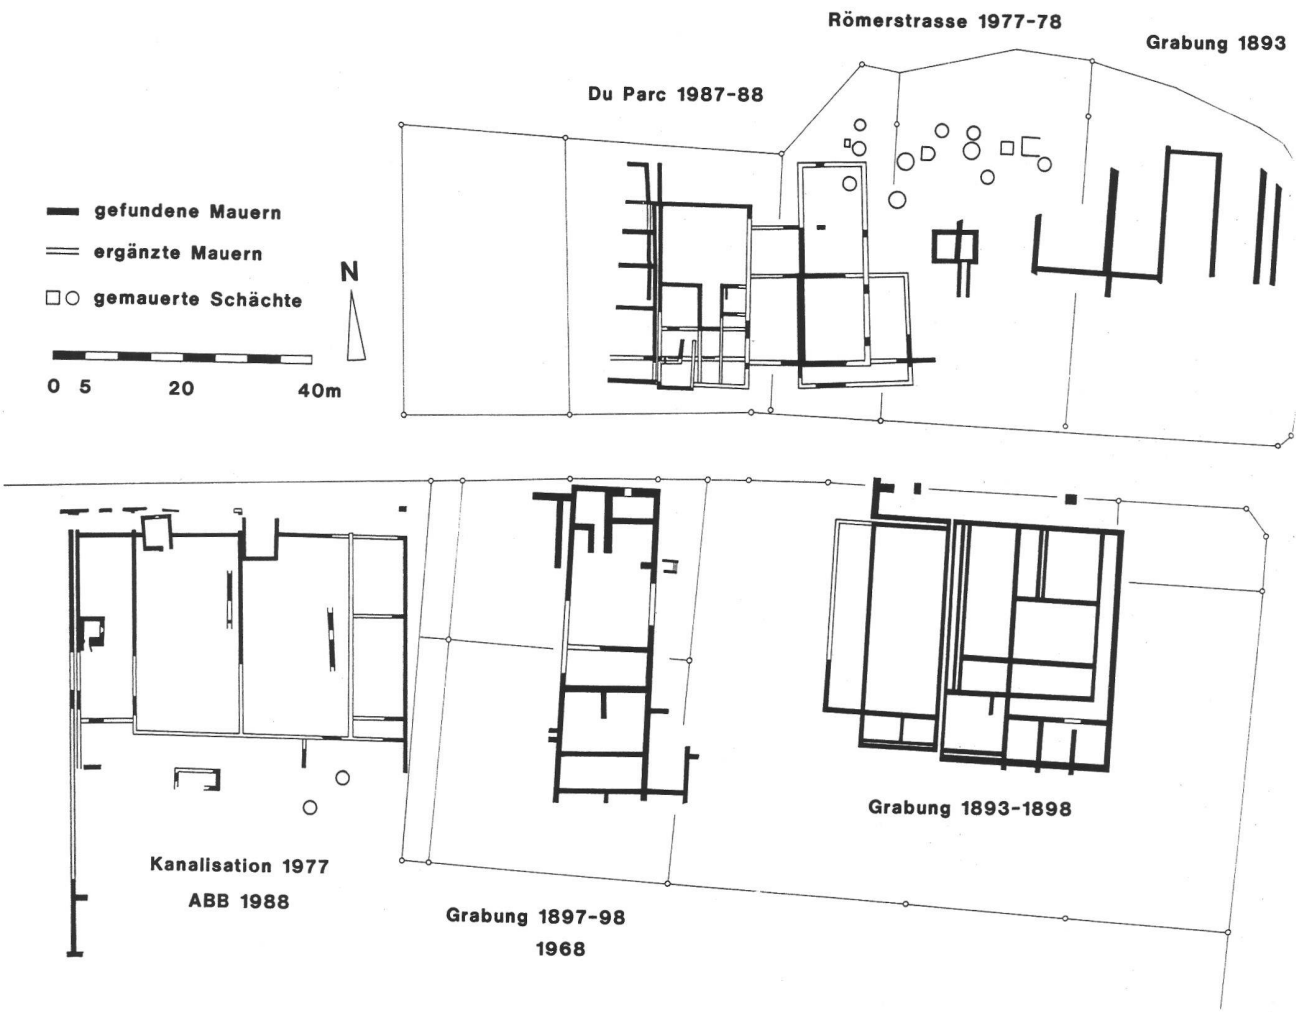 Römerstrasse 1977-78
Grabung 1893
Du Parc 1987-88
gefundene Mauern
ergänzte Mauern
gemauerte Schächte
N
0 5 20 40m
Grabung 1893-1898
Kanalisation 1977
ABB 1988
Grabung 1897-98
1968